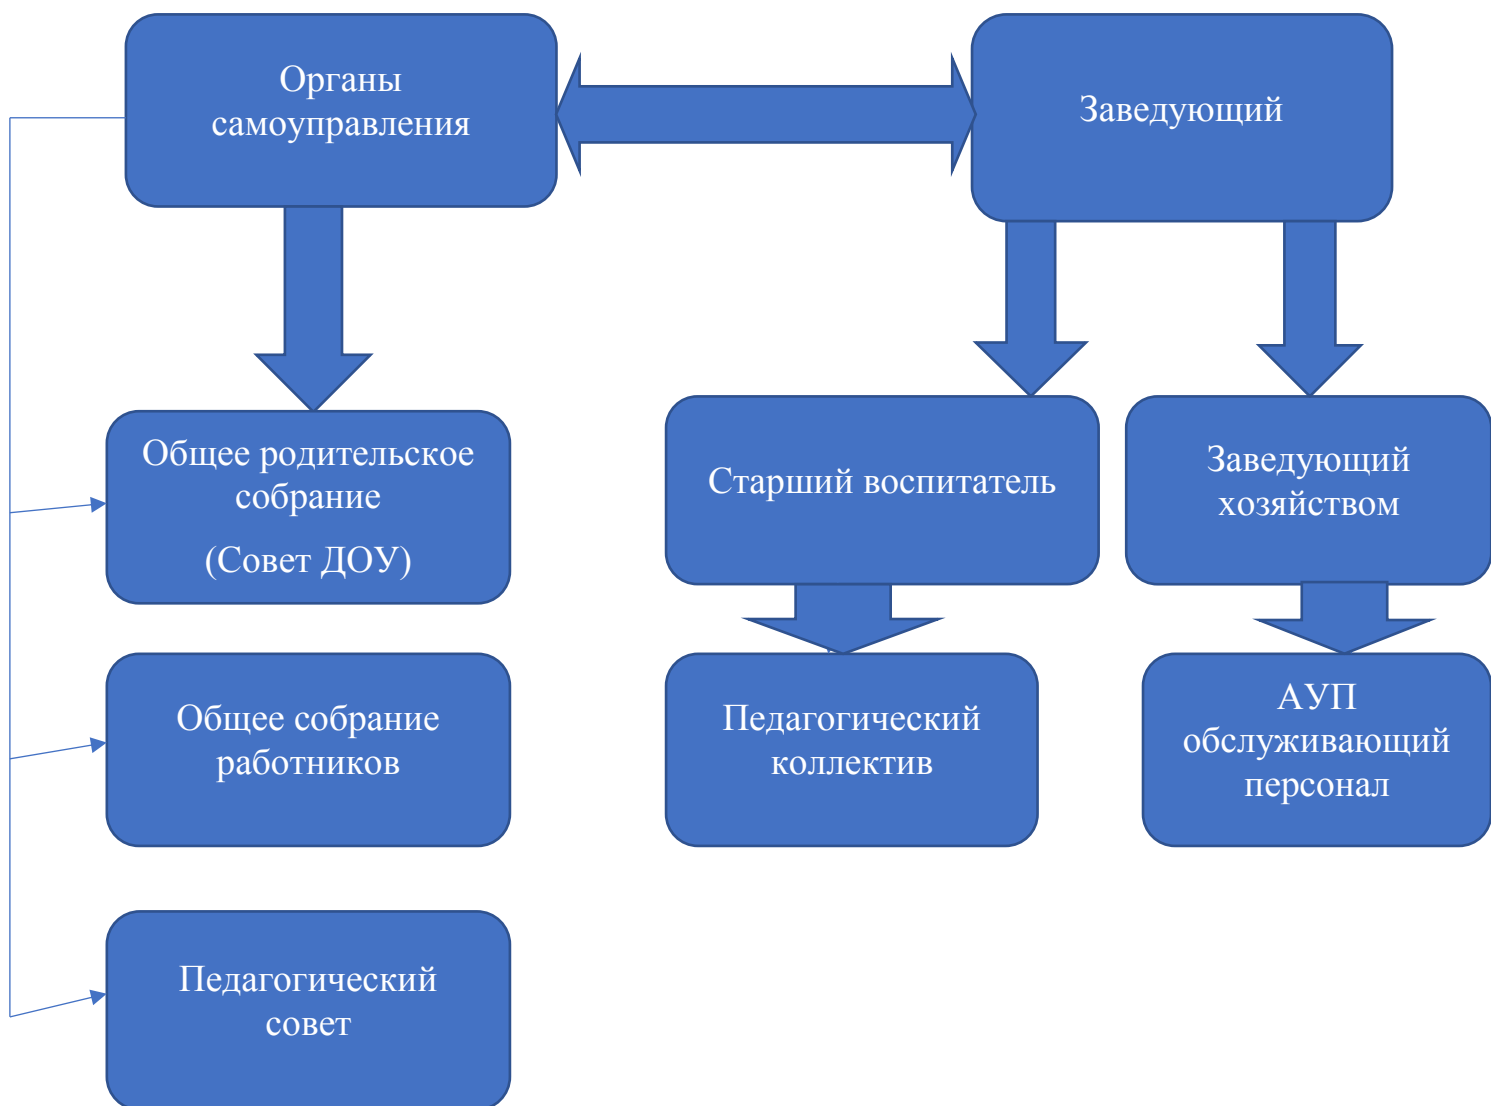 Органы
самоуправления
Заведующий
Общее родительское
собрание
(Совет ДОУ)
Старший воспитатель
Заведующий
хозяйством
Общее собрание
работников
Педагогический
коллектив
АУП
обслуживающий
персонал
Педагогический
совет